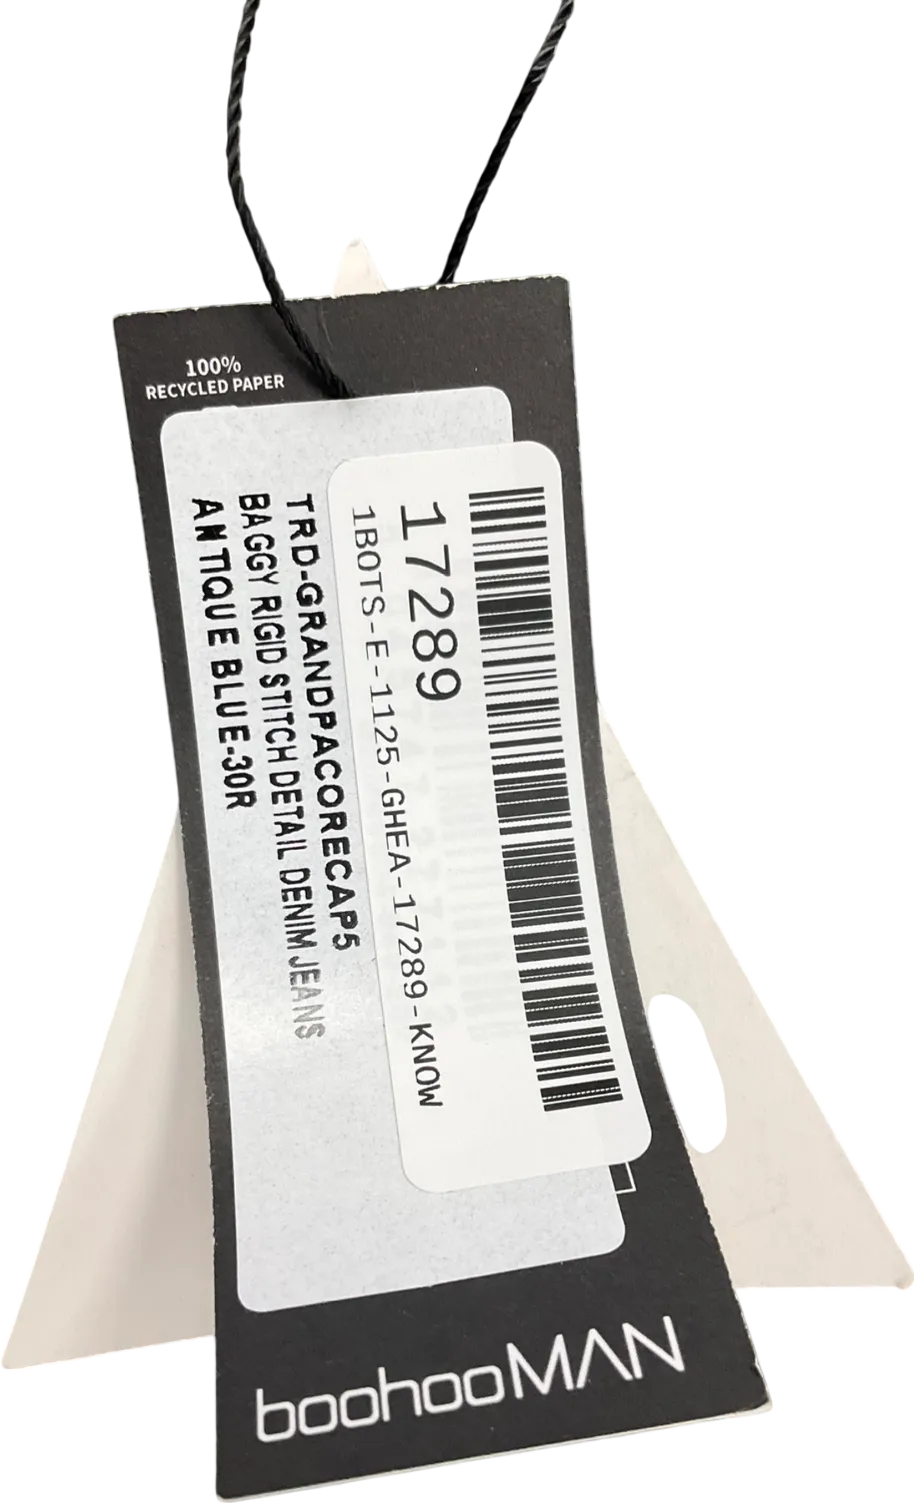 100%
RECYCLED PAPER
17289
1BOTS-E-1125-GHEA-17289-KNOW
TRD-GRANDPACORECAP5
BAGGY RIGID STITCH DETAIL DENIM JEANS
ANTIQUE BLUE-30R
boohooMAN